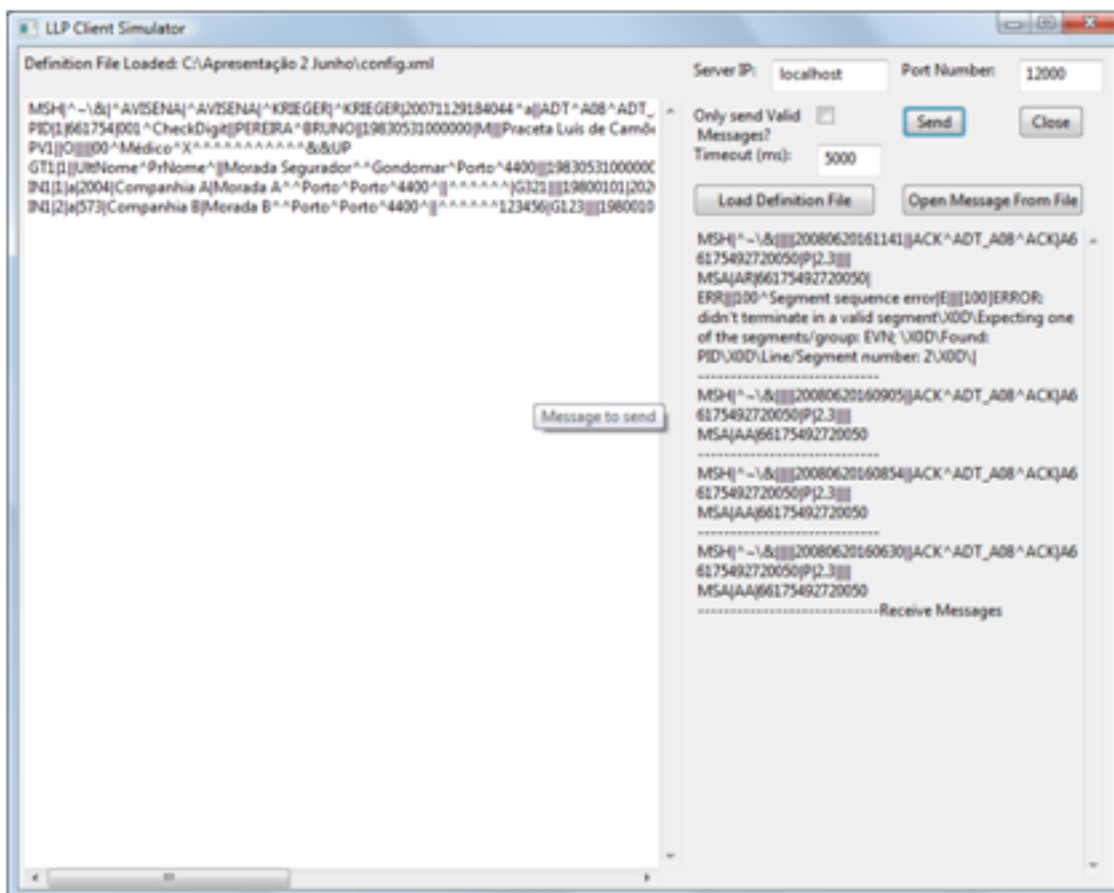 LLP Client Simulator
Definition File Loaded: C:\Apresentação 2 Junho\config.xml
MSH|^~\&|^AVISENA|^AVISENA|^KRIEGER|^KRIEGER|20071129184044^a||ADT^A08^ADT_
PID|1|661754|001^CheckDigit||PEREIRA^BRUNO||19830531000000|M|||Praceta Luís de Camõe
PV1||O|||||00^Médico^X^^^^^^^^^^^&&UP
GT1|1||UltNome^PrNome^||Morada Segurador^^Gondomar^Porto^4400|||1983053100000
IN1|1|a|2004|Companhia A|Morada A^^Porto^Porto^4400^||^^^^^^|G321||||19800101|202
IN1|2|a|573|Companhia B|Morada B^^Porto^Porto^4400^||^^^^^^123456|G123||||1980010
Message to send
Server IP: localhost Port Number: 12000
Only send Valid
Messages?
Send Close
Timeout (ms): 5000
Load Definition File Open Message From File
MSH|^~\&||||||20080620161141||ACK^ADT_A08^ACK|A6
6175492720050|P|2.3||||
MSA|AR|66175492720050|
ERR|||100^Segment sequence error|E||||[100]ERROR:
didn't terminate in a valid segment\X0D\Expecting one
of the segments/group: EVN; \X0D\Found:
PID\X0D\Line/Segment number: 2\X0D\|
-------------------------------
MSH|^~\&||||||20080620160905||ACK^ADT_A08^ACK|A6
6175492720050|P|2.3||||
MSA|AA|66175492720050
-------------------------------
MSH|^~\&||||||20080620160854||ACK^ADT_A08^ACK|A6
6175492720050|P|2.3||||
MSA|AA|66175492720050
-------------------------------
MSH|^~\&||||||20080620160630||ACK^ADT_A08^ACK|A6
6175492720050|P|2.3||||
MSA|AA|66175492720050
-------------------------------Receive Messages